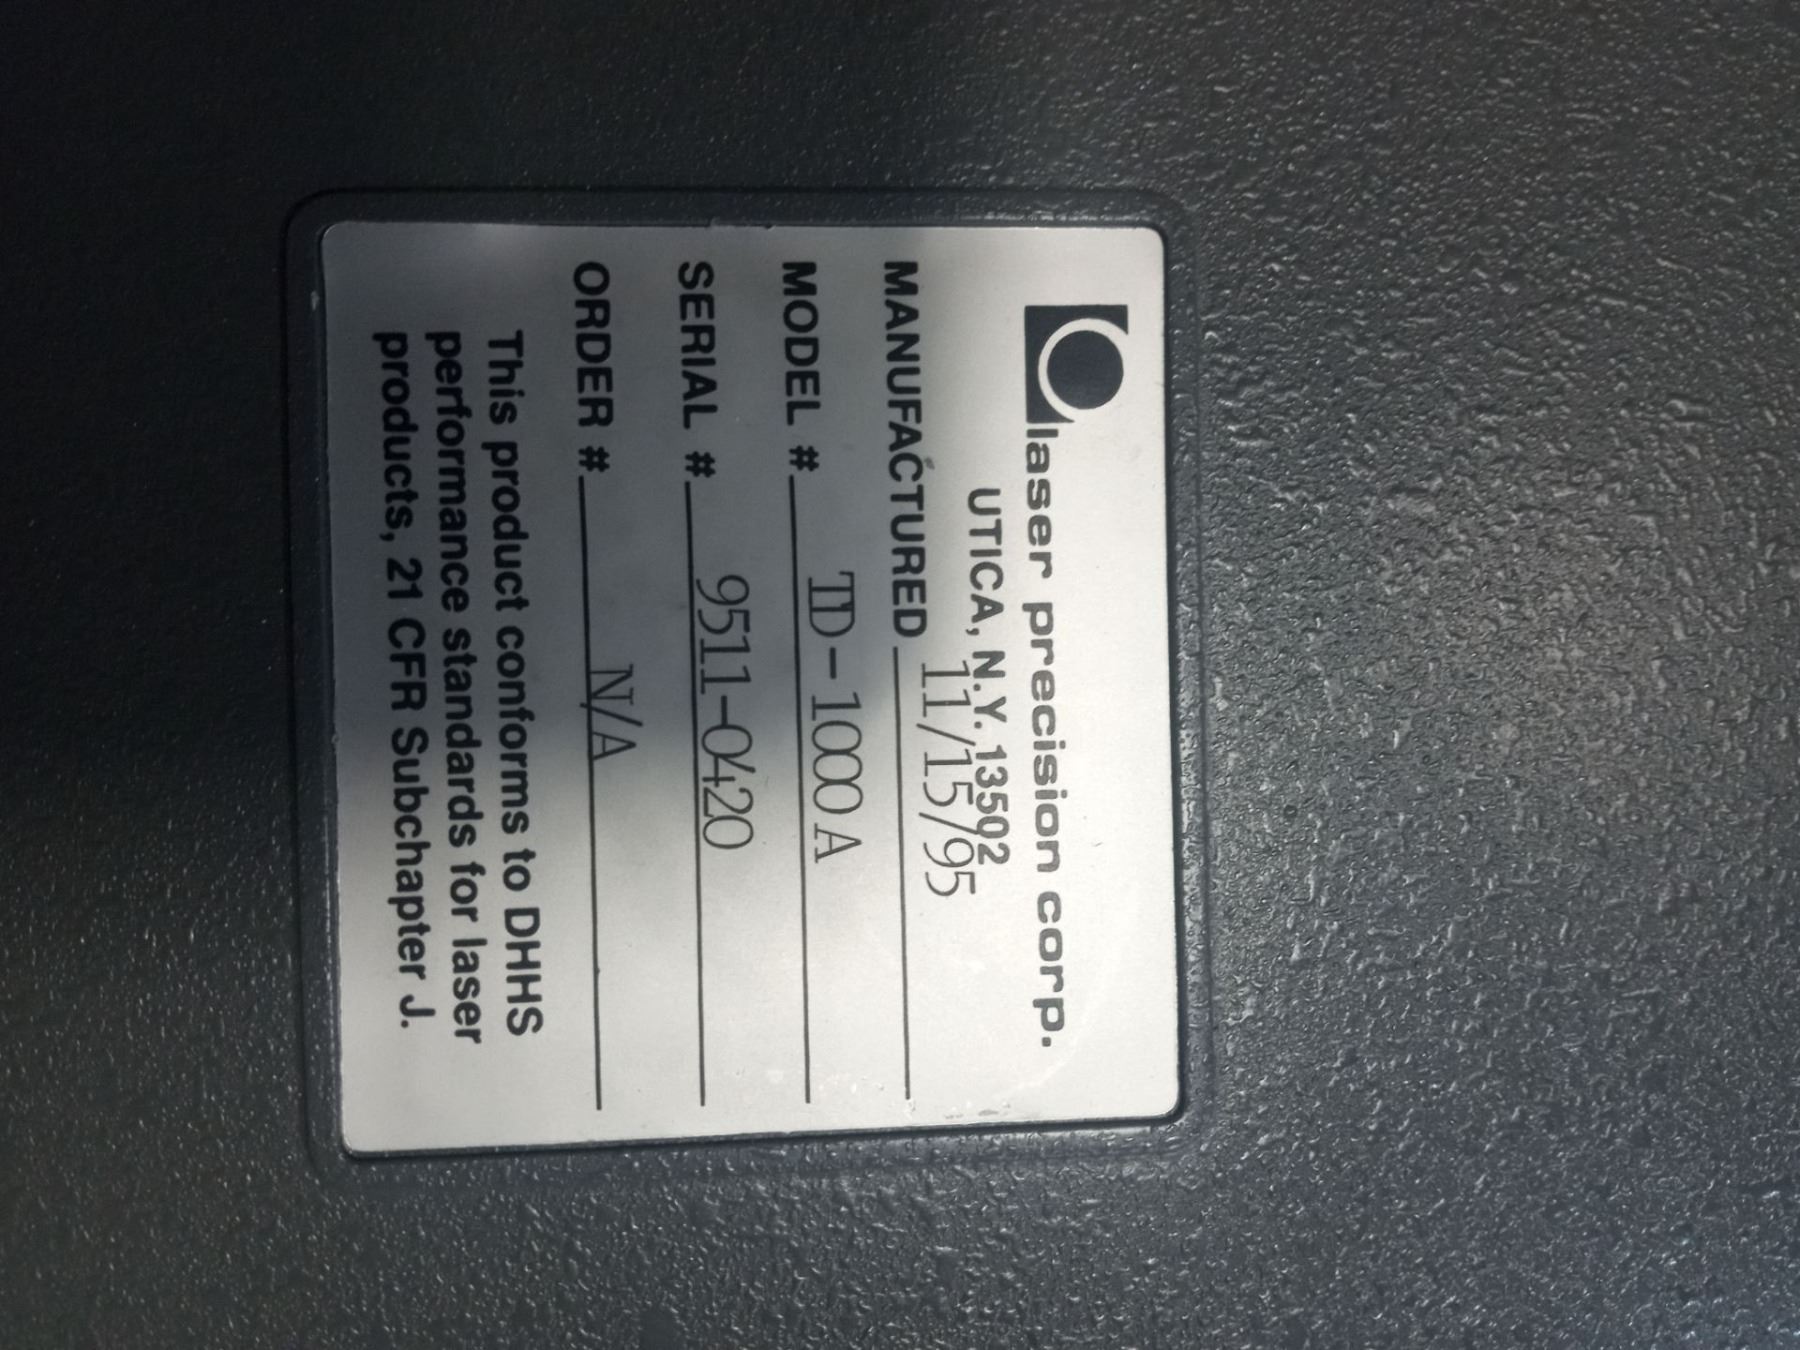 laser precision corp.
UTICA, N.Y. 13502
MANUFACTURED 11/15/95
MODEL # TD-1000 A
SERIAL # 9511-0420
ORDER # N/A
This product conforms to DHHS
performance standards for laser
products, 21 CFR Subchapter J.